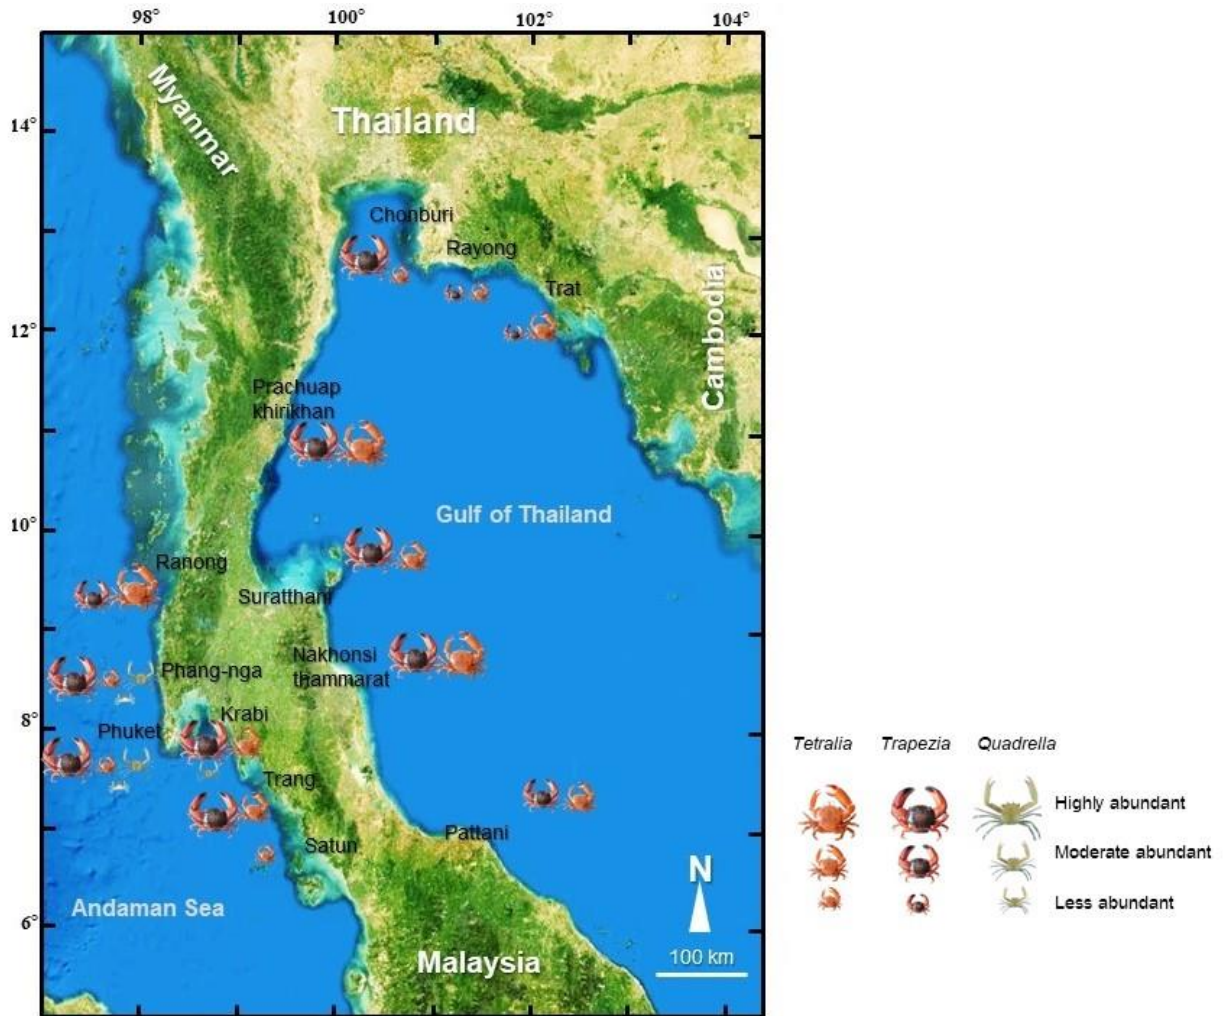 98°
100°
102°
104°
14°
12°
10°
8°
6°
Myanmar
Thailand
Cambodia
Chonburi
Rayong
Trat
Prachuap
khirikhan
Gulf of Thailand
Ranong
Suratthani
Nakhonsi
thammarat
Phang-nga
Krabi
Phuket
Trang
Satun
Pattani
Andaman Sea
Malaysia
N
100 km
Tetralia Trapezia Quadrella
Highly abundant
Moderate abundant
Less abundant